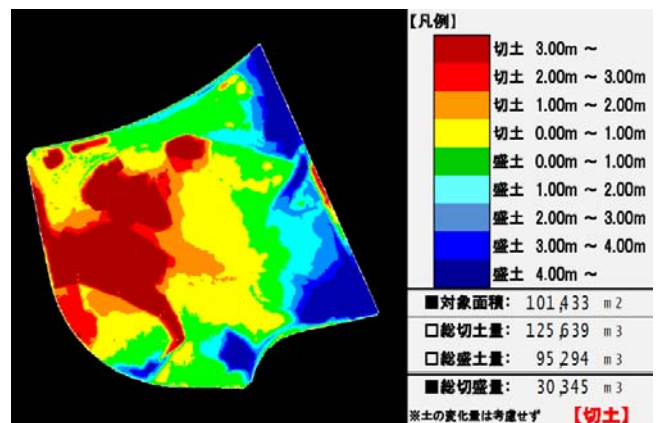 【凡例】
切土 3.00m ～
切土 2.00m ～ 3.00m
切土 1.00m ～ 2.00m
切土 0.00m ～ 1.00m
盛土 0.00m ～ 1.00m
盛土 1.00m ～ 2.00m
盛土 2.00m ～ 3.00m
盛土 3.00m ～ 4.00m
盛土 4.00m ～
■対象面積: 101,433 m2
□総切土量: 125,639 m3
□総盛土量: 95,294 m3
■総切盛量: 30,345 m3
※土の変化量は考慮せず 【切土】